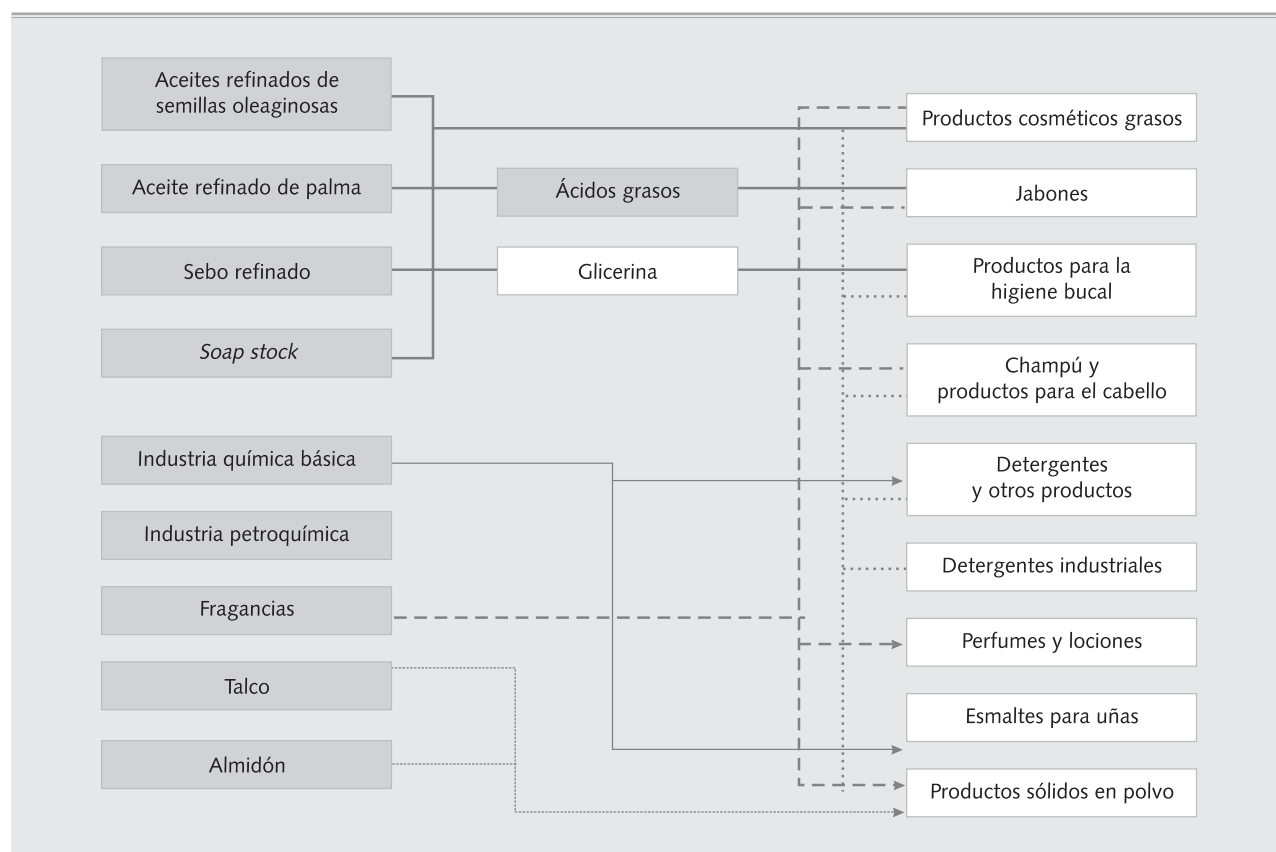 Aceites refinados de
semillas oleaginosas
Aceite refinado de palma
Sebo refinado
Soap stock
Industria química básica
Industria petroquímica
Fragancias
Talco
Almidón
Ácidos grasos
Glicerina
Productos cosméticos grasos
Jabones
Productos para la
higiene bucal
Champú y
productos para el cabello
Detergentes
y otros productos
Detergentes industriales
Perfumes y lociones
Esmaltes para uñas
Productos sólidos en polvo